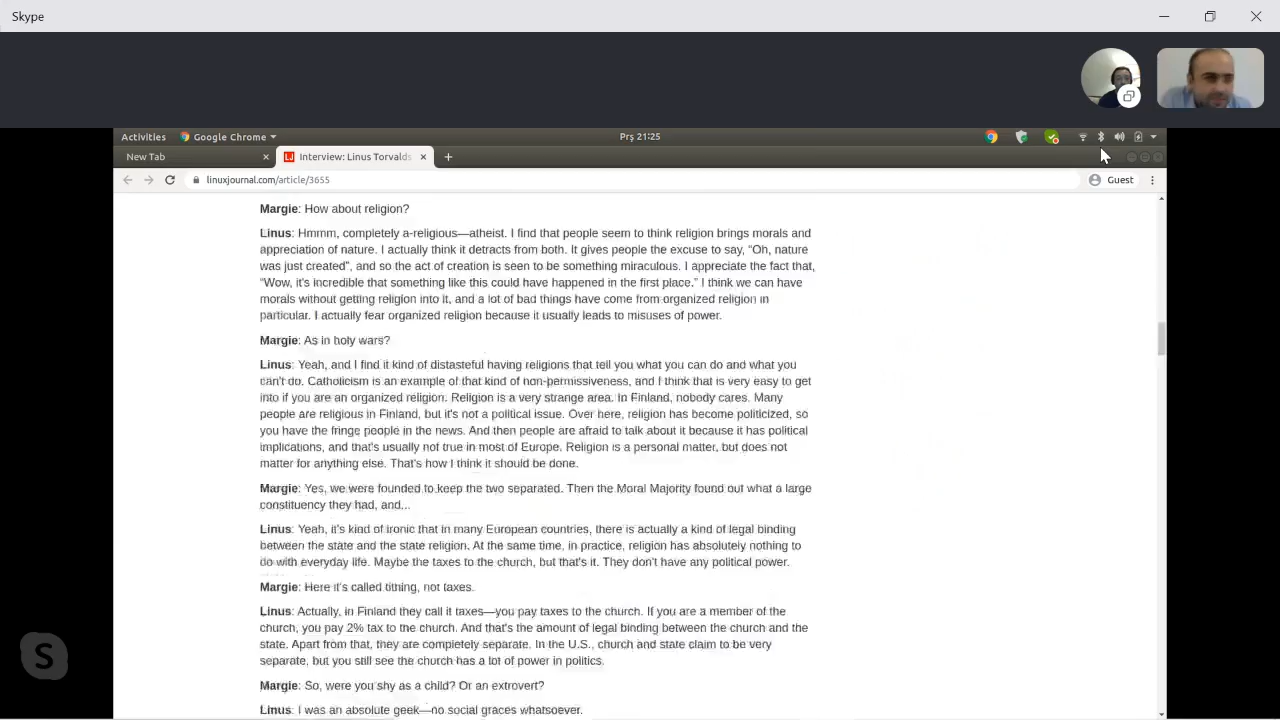 Skype
Activities Google Chrome Prş 21:25
New Tab Interview: Linus Torvalds
linuxjournal.com/article/3655 Guest
Margie: How about religion?
Linus: Hmmm, completely a-religious—atheist. I find that people seem to think religion brings morals and
appreciation of nature. I actually think it detracts from both. It gives people the excuse to say, “Oh, nature
was just created”, and so the act of creation is seen to be something miraculous. I appreciate the fact that,
“Wow, it's incredible that something like this could have happened in the first place.” I think we can have
morals without getting religion into it, and a lot of bad things have come from organized religion in
particular. I actually fear organized religion because it usually leads to misuses of power.
Margie: As in holy wars?
Linus: Yeah, and I find it kind of distasteful having religions that tell you what you can do and what you
can't do. Catholicism is an example of that kind of non-permissiveness, and I think that is very easy to get
into if you are an organized religion. Religion is a very strange area. In Finland, nobody cares. Many
people are religious in Finland, but it's not a political issue. Over here, religion has become politicized, so
you have the fringe people in the news. And then people are afraid to talk about it because it has political
implications, and that's usually not true in most of Europe. Religion is a personal matter, but does not
matter for anything else. That's how I think it should be done.
Margie: Yes, we were founded to keep the two separated. Then the Moral Majority found out what a large
constituency they had, and...
Linus: Yeah, it's kind of ironic that in many European countries, there is actually a kind of legal binding
between the state and the state religion. At the same time, in practice, religion has absolutely nothing to
do with everyday life. Maybe the taxes to the church, but that's it. They don't have any political power.
Margie: Here it's called tithing, not taxes.
Linus: Actually, in Finland they call it taxes—you pay taxes to the church. If you are a member of the
church, you pay 2% tax to the church. And that's the amount of legal binding between the church and the
state. Apart from that, they are completely separate. In the U.S., church and state claim to be very
separate, but you still see the church has a lot of power in politics.
Margie: So, were you shy as a child? Or an extrovert?
Linus: I was an absolute geek—no social graces whatsoever.